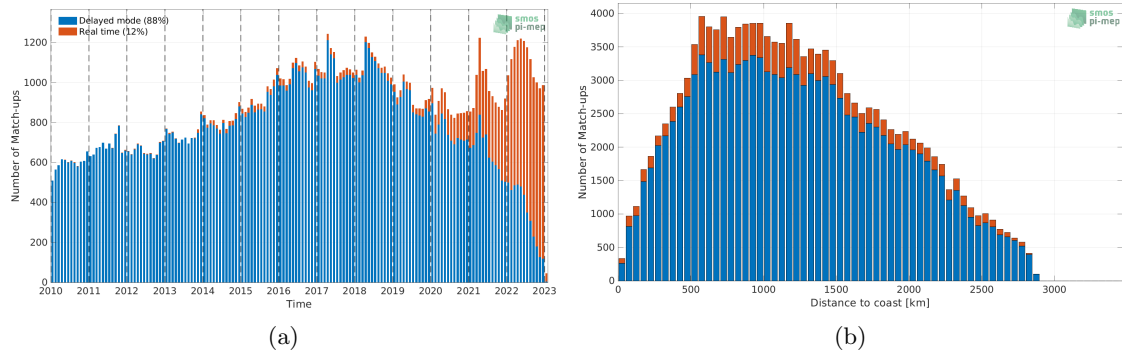 Delayed mode (88%)
Real time (12%)
smos
pi-mep
Number of Match-ups
1200
1000
800
600
400
200
0
2010 2011 2012 2013 2014 2015 2016 2017 2018 2019 2020 2021 2022 2023
Time
(a)
smos
pi-mep
Number of Match-ups
4000
3500
3000
2500
2000
1500
1000
500
0
0 500 1000 1500 2000 2500 3000
Distance to coast [km]
(b)